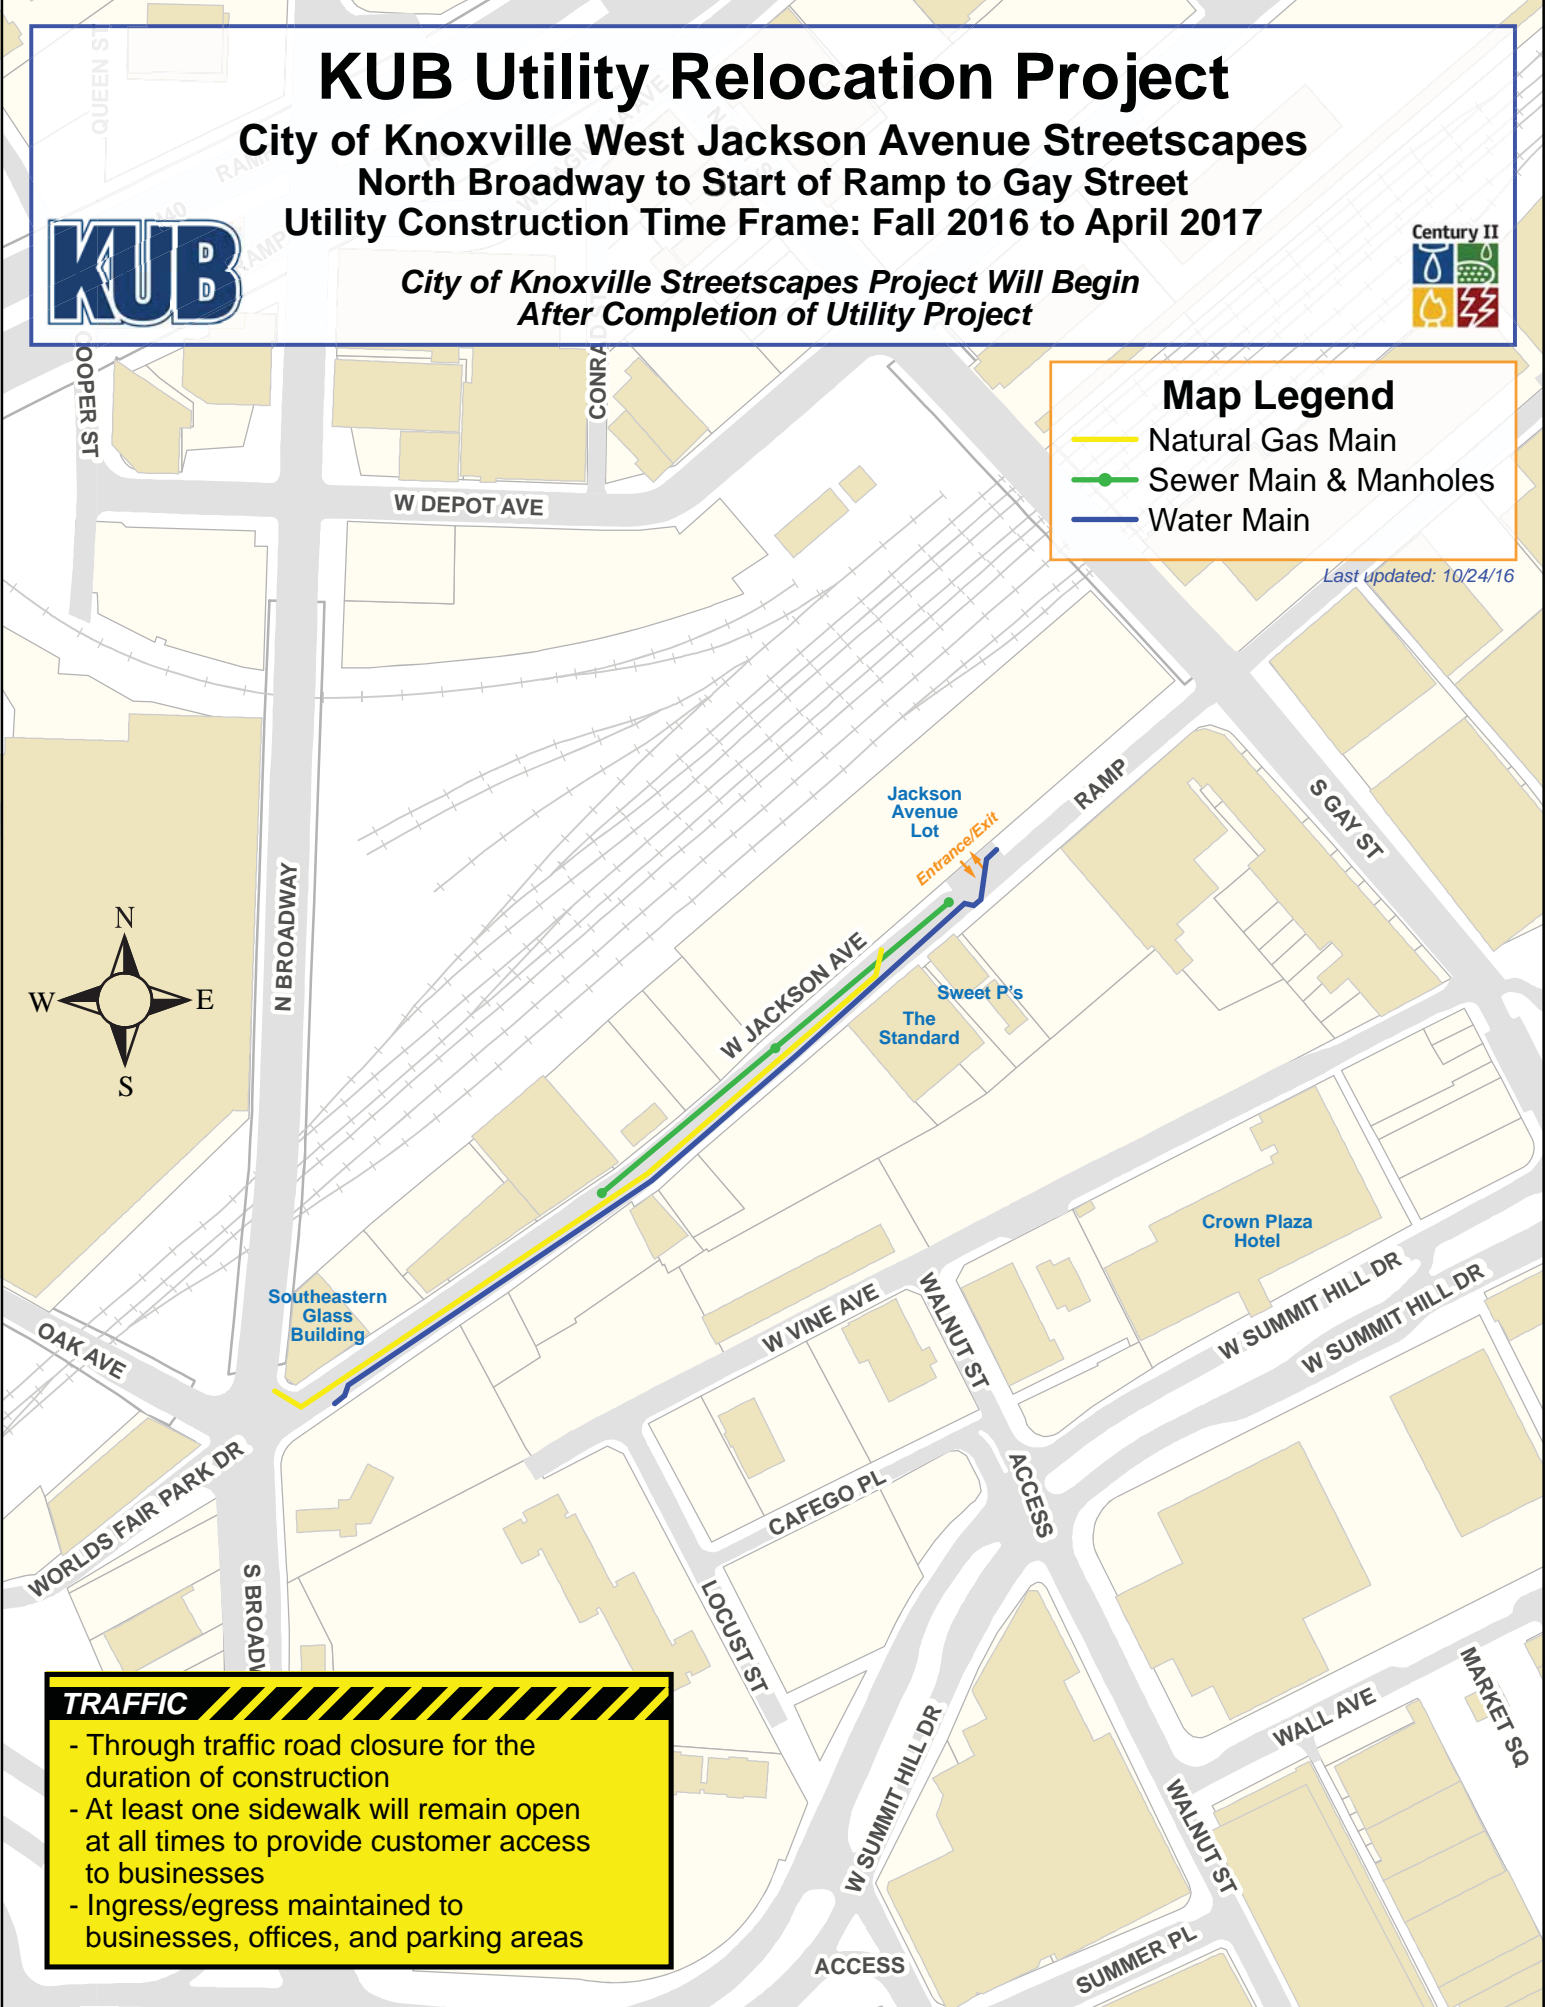 KUB Utility Relocation Project
City of Knoxville West Jackson Avenue Streetscapes
North Broadway to Start of Ramp to Gay Street
Utility Construction Time Frame: Fall 2016 to April 2017
City of Knoxville Streetscapes Project Will Begin
After Completion of Utility Project
KUB
Century II
QUEEN ST
RAMP
I40
RAMP
Map Legend
Natural Gas Main
Sewer Main & Manholes
Water Main
Last updated: 10/24/16
COOPER ST
CONRAD ST
W DEPOT AVE
N BROADWAY
Jackson
Avenue
Lot
Entrance/Exit
RAMP
S GAY ST
W JACKSON AVE
Sweet P's
The
Standard
N
W
E
S
Southeastern
Glass
Building
OAK AVE
WORLDS FAIR PARK DR
S BROADW
W VINE AVE
WALNUT ST
Crown Plaza
Hotel
W SUMMIT HILL DR
W SUMMIT HILL DR
CAFEGO PL
ACCESS
LOCUST ST
W SUMMIT HILL DR
WALL AVE
MARKET SQ
WALNUT ST
ACCESS
SUMMER PL
TRAFFIC
- Through traffic road closure for the
duration of construction
- At least one sidewalk will remain open
at all times to provide customer access
to businesses
- Ingress/egress maintained to
businesses, offices, and parking areas